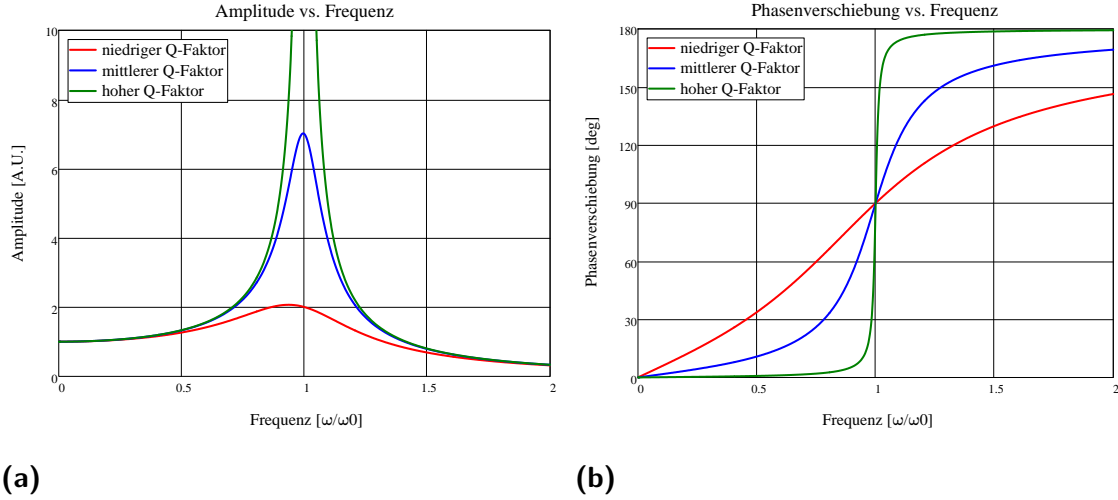 Amplitude vs. Frequenz
10
8
6
4
2
0
niedriger Q-Faktor
mittlerer Q-Faktor
hoher Q-Faktor
Amplitude [A.U.]
0 0.5 1 1.5 2
Frequenz [ω/ω0]
(a)
Phasenverschiebung vs. Frequenz
180
150
120
90
60
30
0
niedriger Q-Faktor
mittlerer Q-Faktor
hoher Q-Faktor
Phasenverschiebung [deg]
0 0.5 1 1.5 2
Frequenz [ω/ω0]
(b)